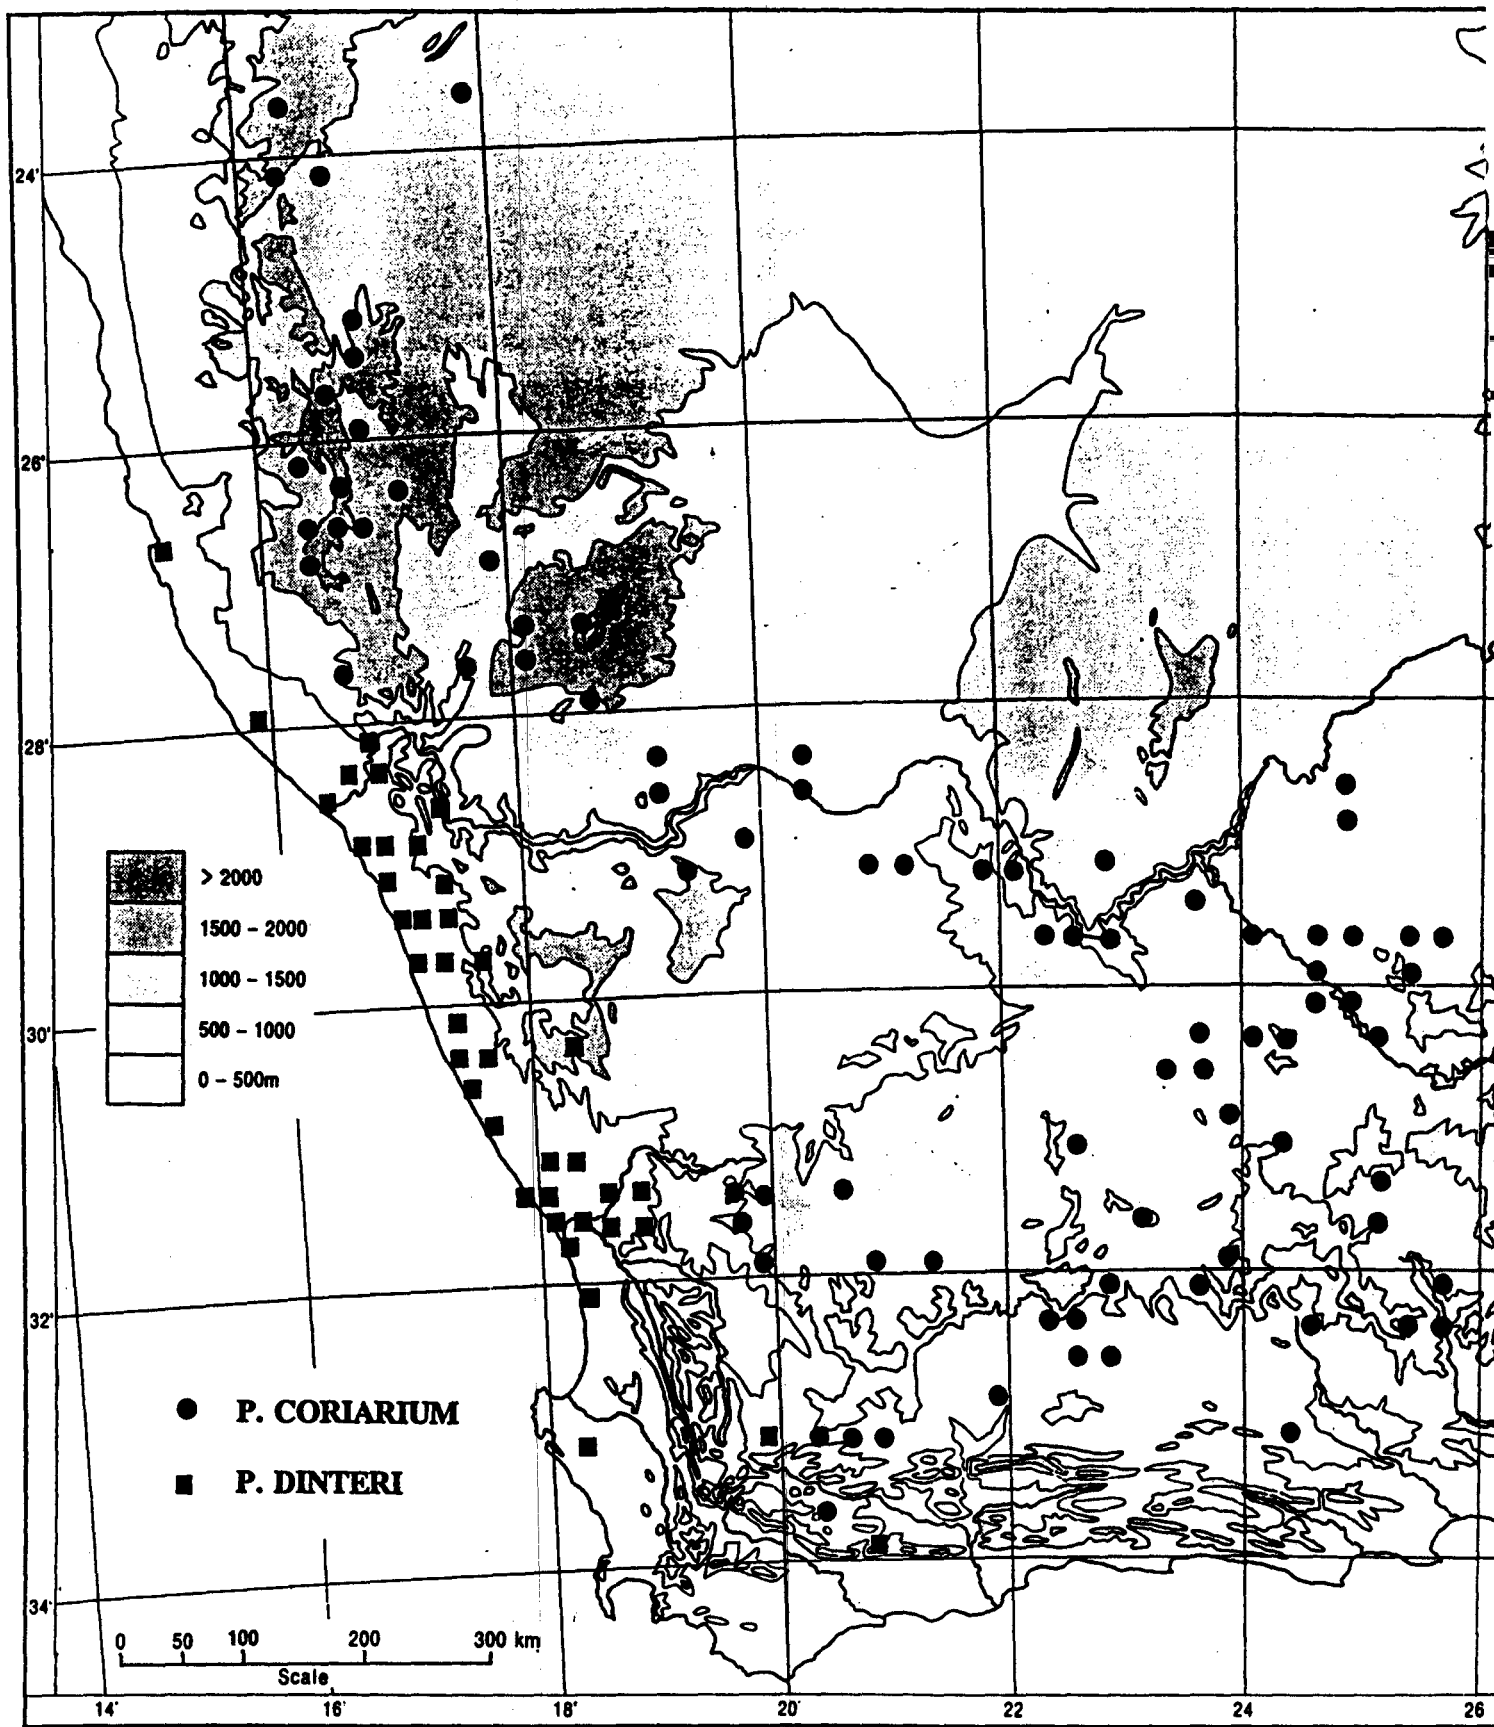 24'
26'
28'
> 2000
1500 – 2000
1000 – 1500
500 – 1000
0 – 500m
30'
32'
P. CORIARIUM
P. DINTERI
34'
0 50 100 200 300 km
Scale
14' 16' 18' 20 22 24 26